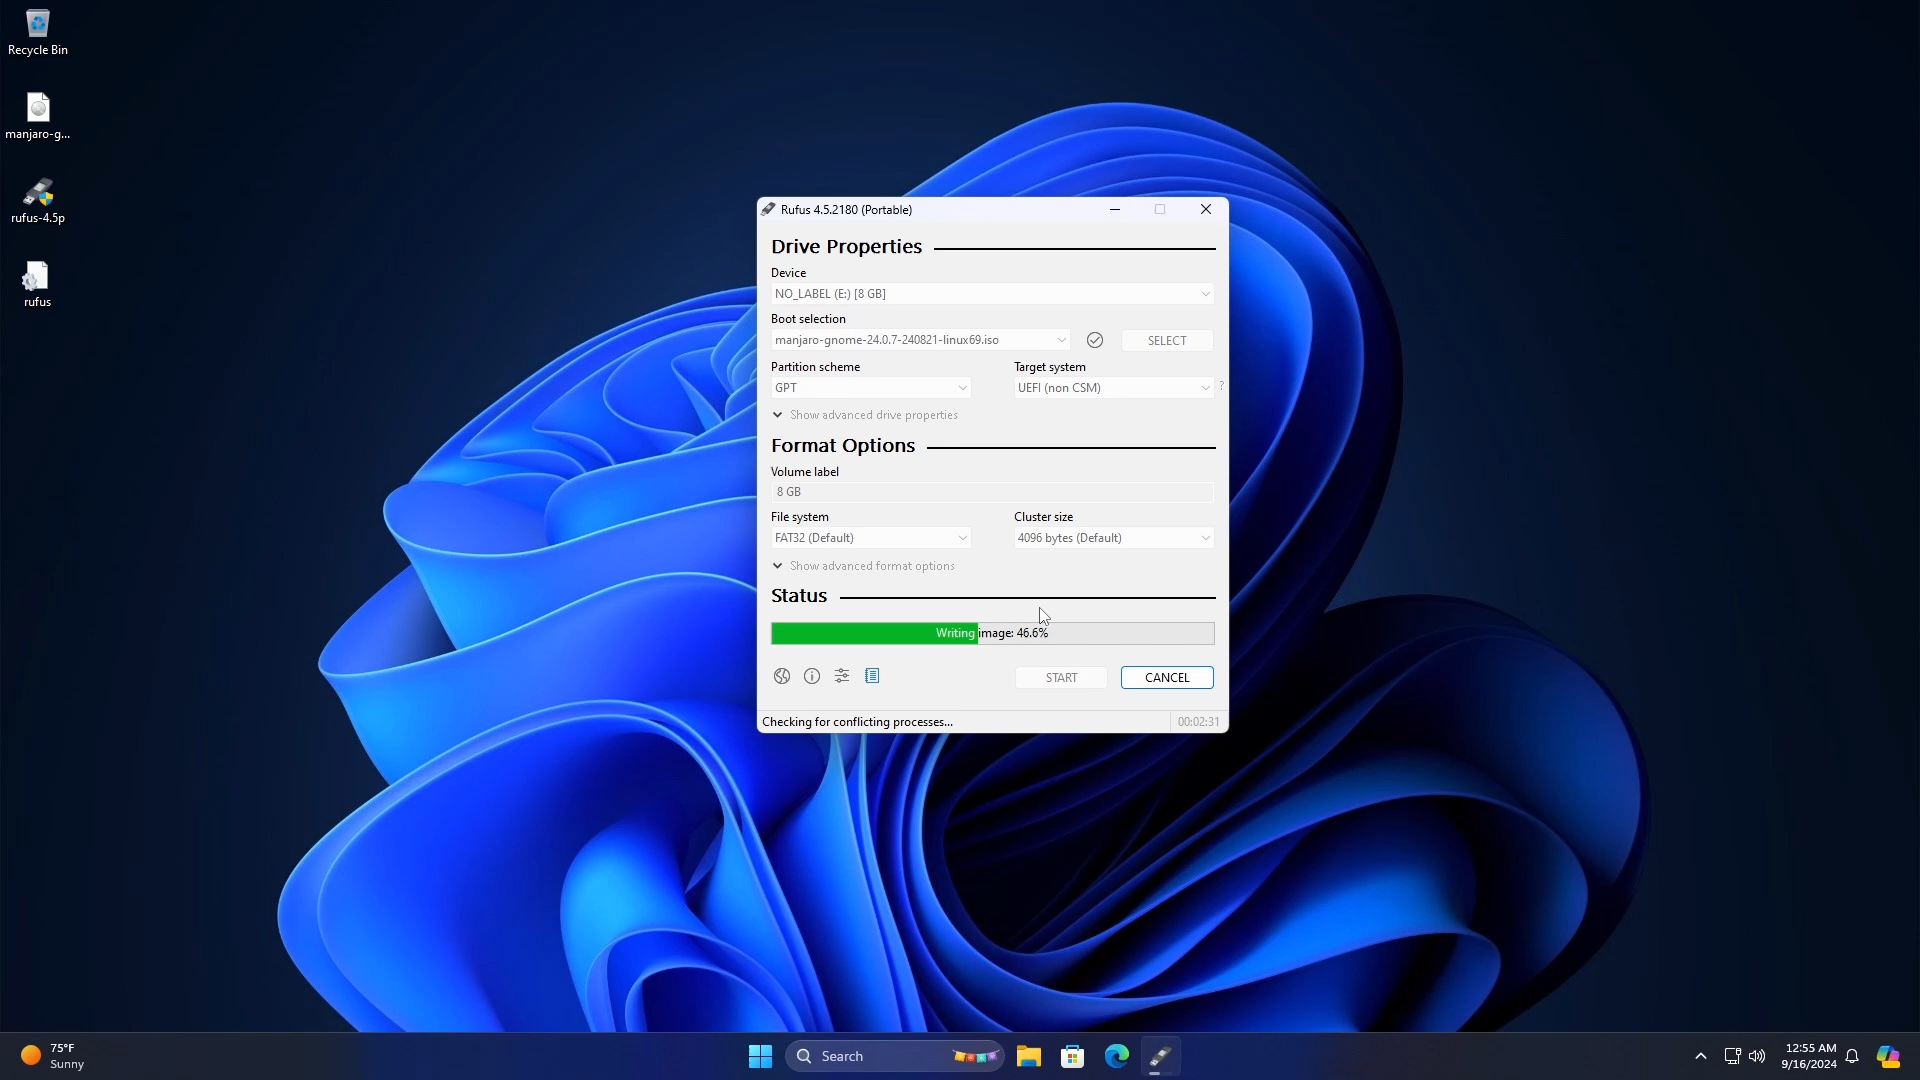 Recycle Bin
manjaro-g...
rufus-4.5p
rufus
Rufus 4.5.2180 (Portable)
Drive Properties
Device
NO_LABEL (E:) [8 GB]
Boot selection
manjaro-gnome-24.0.7-240821-linux69.iso
SELECT
Partition scheme
Target system
GPT
UEFI (non CSM)
?
Show advanced drive properties
Format Options
Volume label
8 GB
File system
Cluster size
FAT32 (Default)
4096 bytes (Default)
Show advanced format options
Status
Writing image: 46.6%
START
CANCEL
Checking for conflicting processes...
00:02:31
75°F
Sunny
Search
12:55 AM
9/16/2024